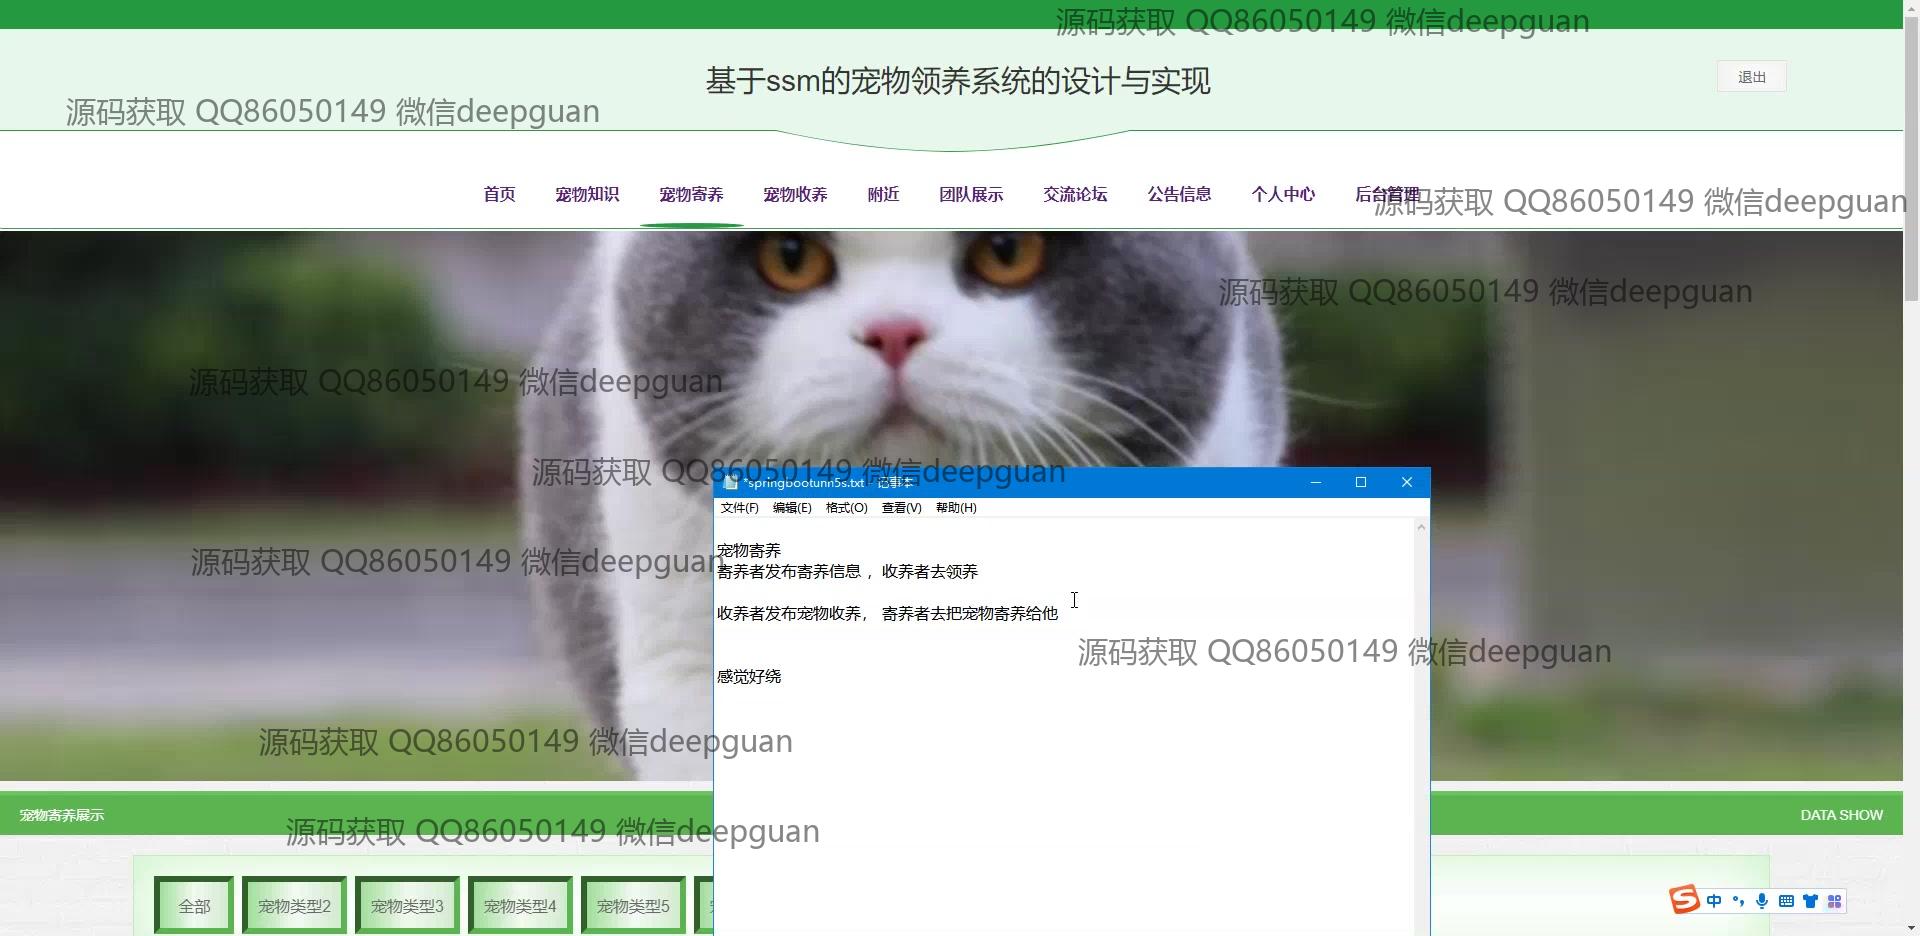 源码获取 QQ86050149 微信deepguan
基于ssm的宠物领养系统的设计与实现
退出
源码获取 QQ86050149 微信deepguan
首页 宠物知识 宠物寄养 宠物收养 附近 团队展示 交流论坛 公告信息 个人中心 后台管理
源码获取 QQ86050149 微信deepguan
源码获取 QQ86050149 微信deepguan
源码获取 QQ86050149 微信deepguan
源码获取 QQ86050149 微信deepguan
*springbootunn5s.txt - 记事本
文件(F) 编辑(E) 格式(O) 查看(V) 帮助(H)
宠物寄养
源码获取 QQ86050149 微信deepguan
寄养者发布寄养信息 ，收养者去领养
收养者发布宠物收养， 寄养者去把宠物寄养给他
源码获取 QQ86050149 微信deepguan
感觉好绕
源码获取 QQ86050149 微信deepguan
宠物寄养展示
DATA SHOW
源码获取 QQ86050149 微信deepguan
全部 宠物类型2 宠物类型3 宠物类型4 宠物类型5
中